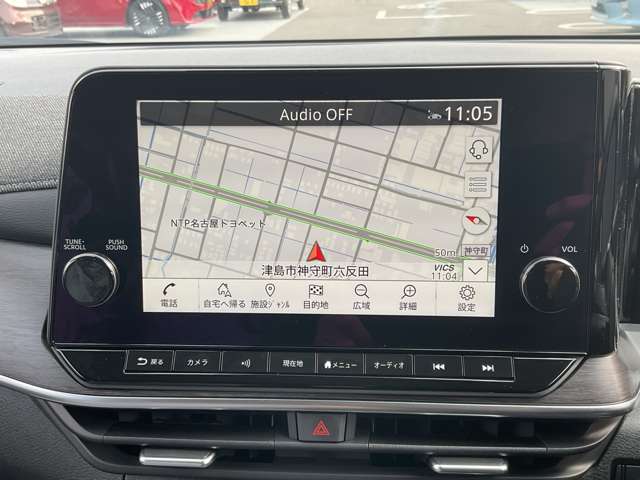 Audio OFF
11:05
NTP名古屋トヨペット
50m
神守町
津島市神守町六反田
VICS
11:04
TUNE・
SCROLL
PUSH
SOUND
VOL
電話
自宅へ帰る
施設ジャンル
目的地
広域
詳細
設定
戻る
カメラ
現在地
メニュー
オーディオ